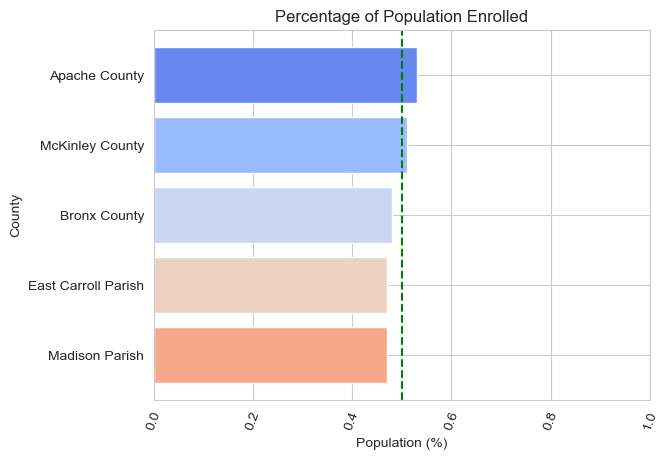 Percentage of Population Enrolled
Apache County
McKinley County
Bronx County
East Carroll Parish
Madison Parish
County
0.0
0.2
0.4
0.6
0.8
1.0
Population (%)